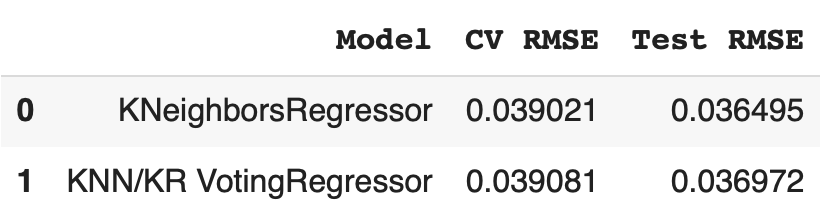 Model CV RMSE Test RMSE
0 KNeighborsRegressor 0.039021 0.036495
1 KNN/KR VotingRegressor 0.039081 0.036972